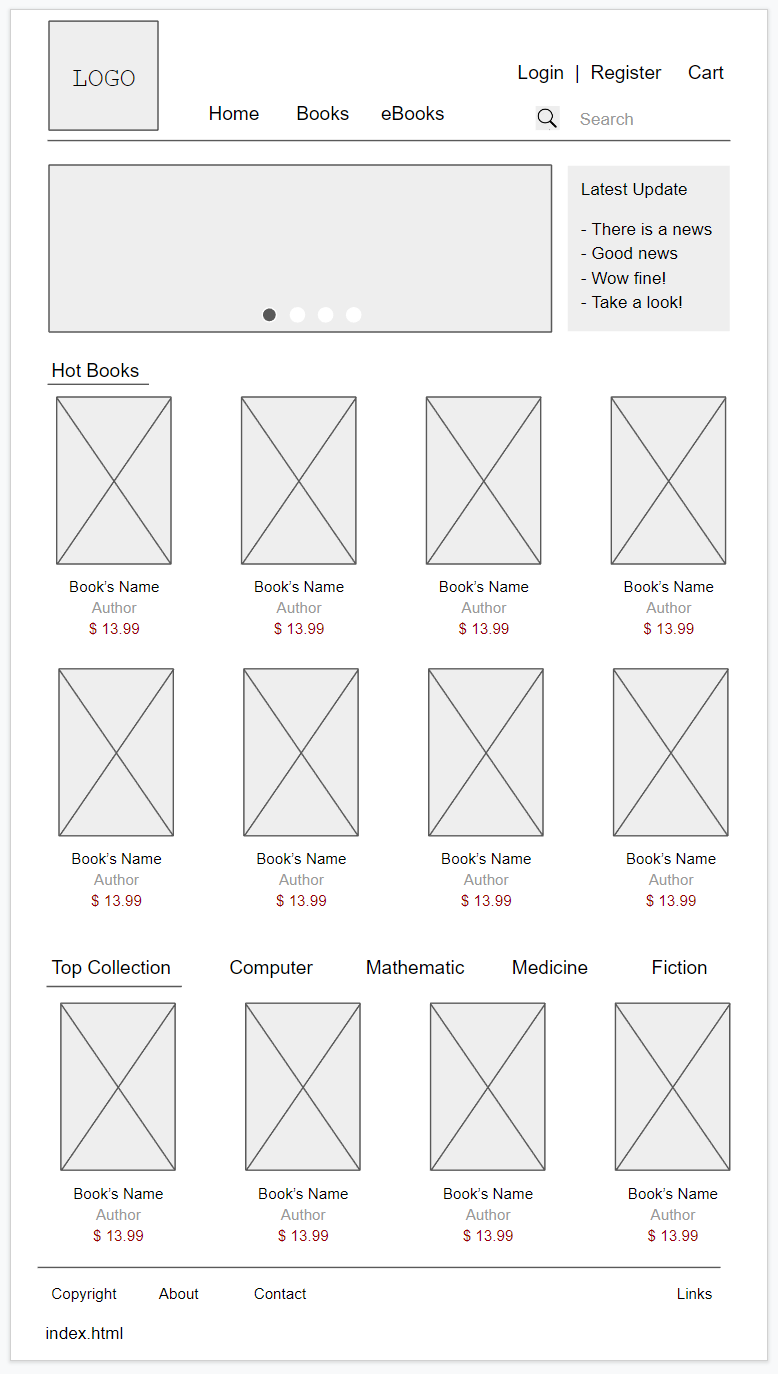 LOGO
Login | Register Cart
Home Books eBooks
Search
Latest Update
- There is a news
- Good news
- Wow fine!
- Take a look!
Hot Books
Book's Name Book's Name Book's Name Book's Name
Author Author Author Author
$ 13.99 $ 13.99 $ 13.99 $ 13.99
Book's Name Book's Name Book's Name Book's Name
Author Author Author Author
$ 13.99 $ 13.99 $ 13.99 $ 13.99
Top Collection Computer Mathematic Medicine Fiction
Book's Name Book's Name Book's Name Book's Name
Author Author Author Author
$ 13.99 $ 13.99 $ 13.99 $ 13.99
Copyright About Contact Links
index.html